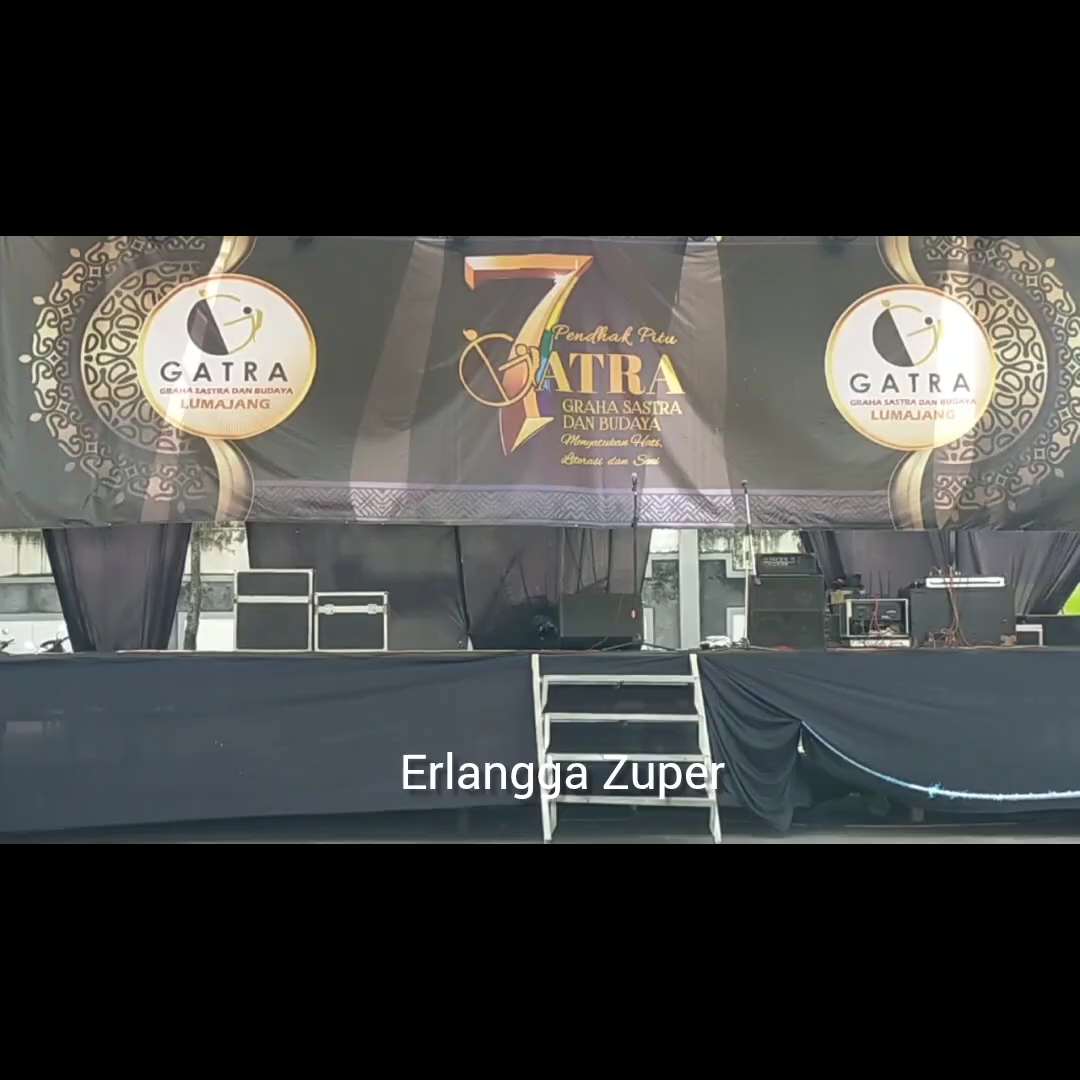 GATRA
GRAHA SASTRA DAN BUDAYA
LUMAJANG
7
Pendhak Pitu
GATRA
GRAHA SASTRA
DAN BUDAYA
Menyatukan Hati,
Literasi dan Seni
GATRA
GRAHA SASTRA DAN BUDAYA
LUMAJANG
Erlangga Zuper